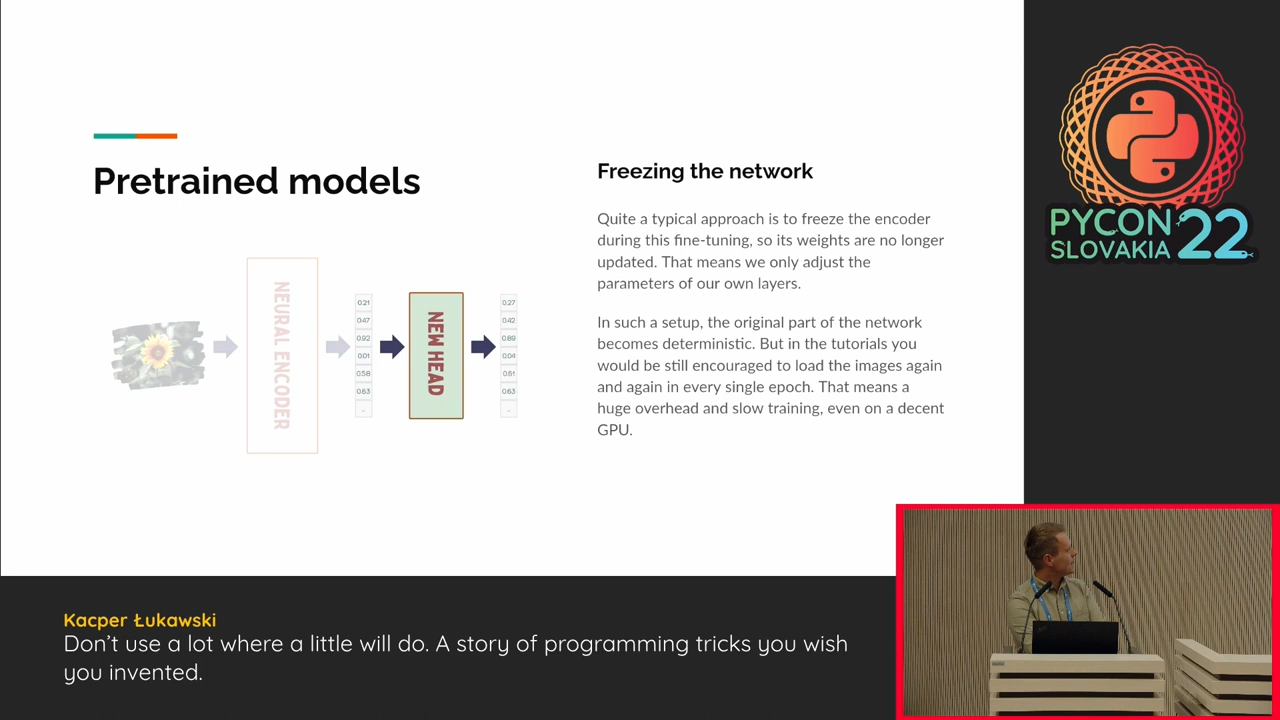 Pretrained models
NEURAL ENCODER
0.21
0.47
0.92
0.01
0.58
0.63
...
NEW HEAD
0.27
0.42
0.89
0.04
0.61
0.63
...
Freezing the network
Quite a typical approach is to freeze the encoder
during this fine-tuning, so its weights are no longer
updated. That means we only adjust the
parameters of our own layers.
In such a setup, the original part of the network
becomes deterministic. But in the tutorials you
would be still encouraged to load the images again
and again in every single epoch. That means a
huge overhead and slow training, even on a decent
GPU.
PYCON 22
SLOVAKIA
Kacper Łukawski
Don't use a lot where a little will do. A story of programming tricks you wish
you invented.